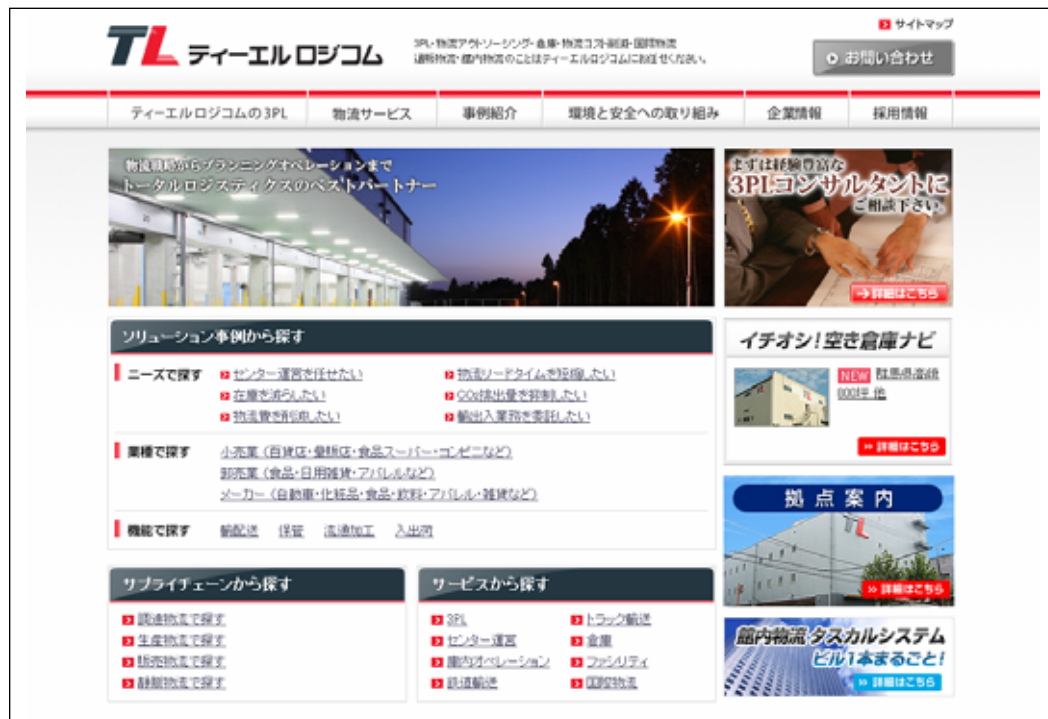 サイトマップ
TL ティーエル ロジコム
3PL・物流アウトソーシング・倉庫・物流コスト削減・国際物流
通販物流・館内物流のことはティーエルロジコムにお任せください。
お問い合わせ
ティーエルロジコムの3PL 物流サービス 事例紹介 環境と安全への取り組み 企業情報 採用情報
物流戦略からプランニングオペレーションまで
トータルロジスティクスのベストパートナー
まずは経験豊富な
3PLコンサルタントに
ご相談下さい。
詳細はこちら
ソリューション事例から探す
ニーズで探す センター運営を任せたい 物流リードタイムを短縮したい
在庫を減らしたい CO2排出量を抑制したい
物流費を削減したい 輸出入業務を委託したい
業種で探す 小売業（百貨店・量販店・食品スーパー・コンビニなど）
卸売業（食品・日用雑貨・アパレルなど）
メーカー（自動車・化粧品・食品・飲料・アパレル・雑貨など）
機能で探す 輸配送 保管 流通加工 入出荷
イチオシ!空き倉庫ナビ
NEW 群馬県高崎
800坪 他
詳細はこちら
拠点案内
TL
詳細はこちら
サプライチェーンから探す
調達物流で探す
生産物流で探す
販売物流で探す
静脈物流で探す
サービスから探す
3PL トラック輸送
センター運営 倉庫
庫内オペレーション ファシリティ
鉄道輸送 国際物流
館内物流 タスカルシステム
ビル1本まるごと!
詳細はこちら